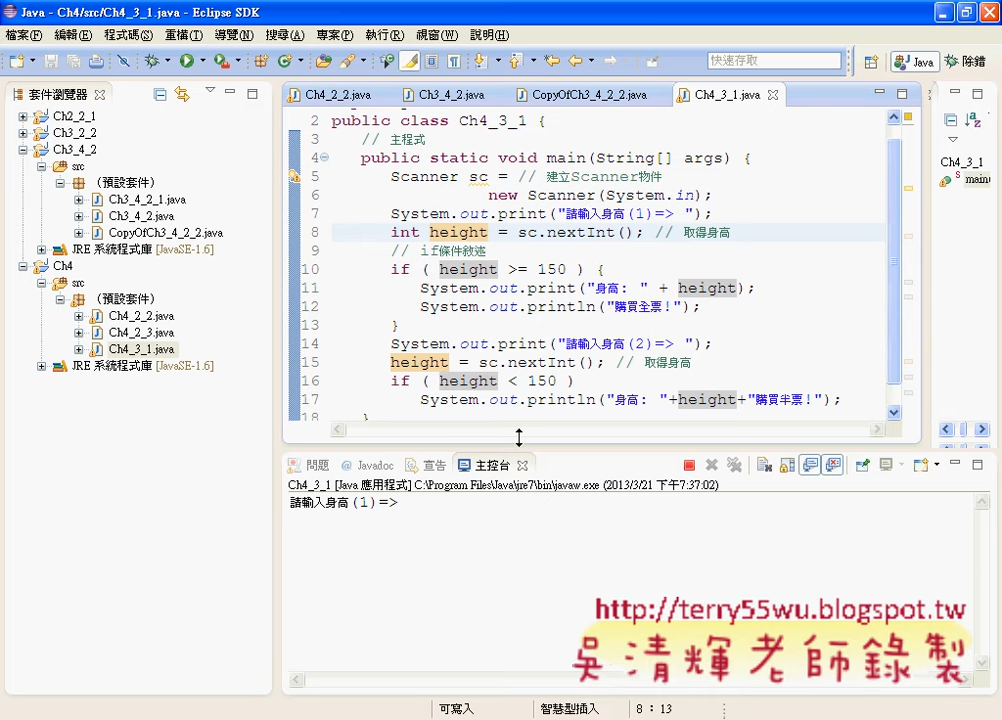 Java - Ch4/src/Ch4_3_1.java - Eclipse SDK
檔案(F) 編輯(E) 程式碼(S) 重構(T) 導覽(N) 搜尋(A) 專案(P) 執行(R) 視窗(W) 說明(H)
快速存取 Java 除錯
套件瀏覽器
Ch2_2_1
Ch3_2_2
Ch3_4_2
src
(預設套件)
Ch3_4_2_1.java
Ch3_4_2.java
CopyOfCh3_4_2_2.java
JRE 系統程式庫 [JavaSE-1.6]
Ch4
src
(預設套件)
Ch4_2_2.java
Ch4_2_3.java
Ch4_3_1.java
JRE 系統程式庫 [JavaSE-1.6]
Ch4_2_2.java Ch3_4_2.java CopyOfCh3_4_2_2.java Ch4_3_1.java
2 public class Ch4_3_1 {
3 // 主程式
4 public static void main(String[] args) {
5 Scanner sc = // 建立Scanner物件
6 new Scanner(System.in);
7 System.out.print("請輸入身高(1)=> ");
8 int height = sc.nextInt(); // 取得身高
9 // if條件敘述
10 if ( height >= 150 ) {
11 System.out.print("身高: " + height);
12 System.out.println("購買全票!");
13 }
14 System.out.print("請輸入身高(2)=> ");
15 height = sc.nextInt(); // 取得身高
16 if ( height < 150 )
17 System.out.println("身高: "+height+"購買半票!");
18 }
Ch4_3_1
main
問題 @ Javadoc 宣告 主控台
Ch4_3_1 [Java 應用程式] C:\Program Files\Java\jre7\bin\javaw.exe (2013/3/21 下午7:37:02)
請輸入身高(1)=>
http://terry55wu.blogspot.tw
吳清輝老師錄製
可寫入 智慧型插入 8 : 13